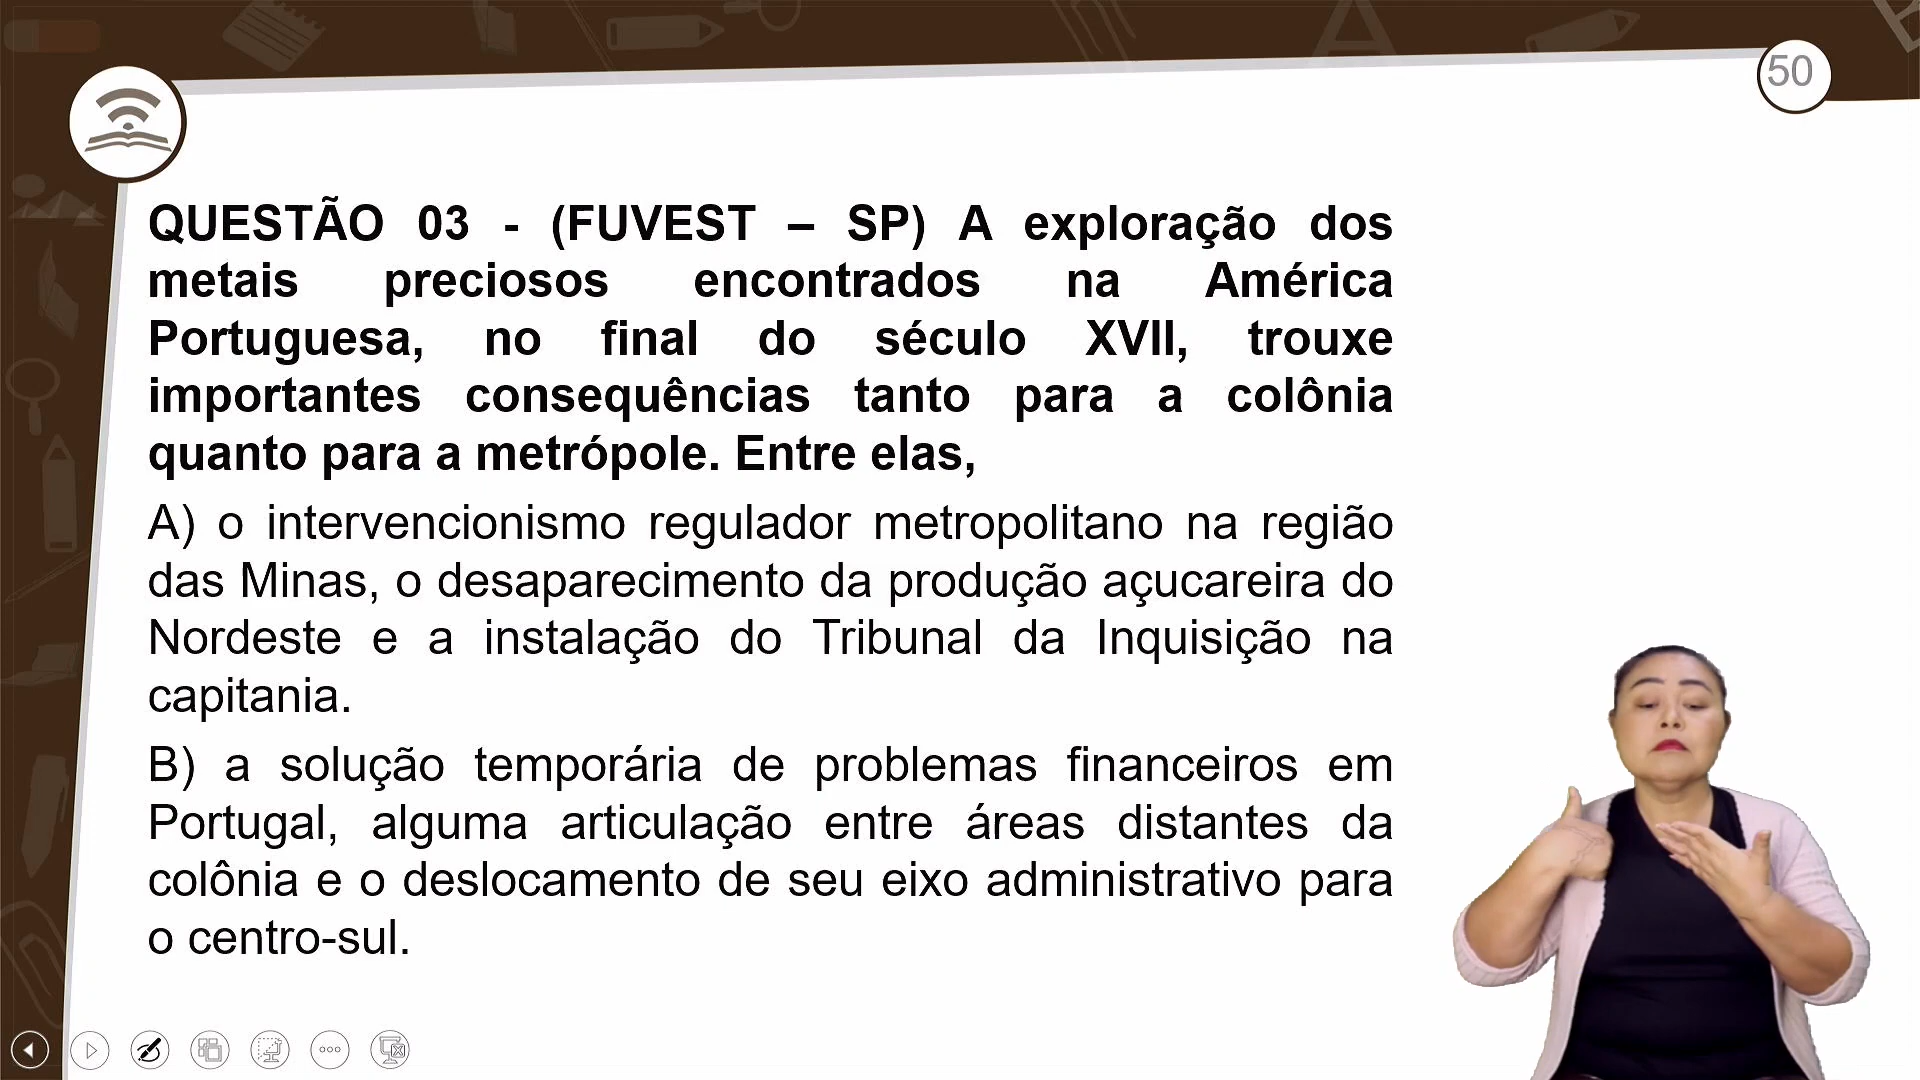 50
QUESTÃO 03 - (FUVEST – SP) A exploração dos
metais preciosos encontrados na América
Portuguesa, no final do século XVII, trouxe
importantes consequências tanto para a colônia
quanto para a metrópole. Entre elas,
A) o intervencionismo regulador metropolitano na região
das Minas, o desaparecimento da produção açucareira do
Nordeste e a instalação do Tribunal da Inquisição na
capitania.
B) a solução temporária de problemas financeiros em
Portugal, alguma articulação entre áreas distantes da
colônia e o deslocamento de seu eixo administrativo para
o centro-sul.